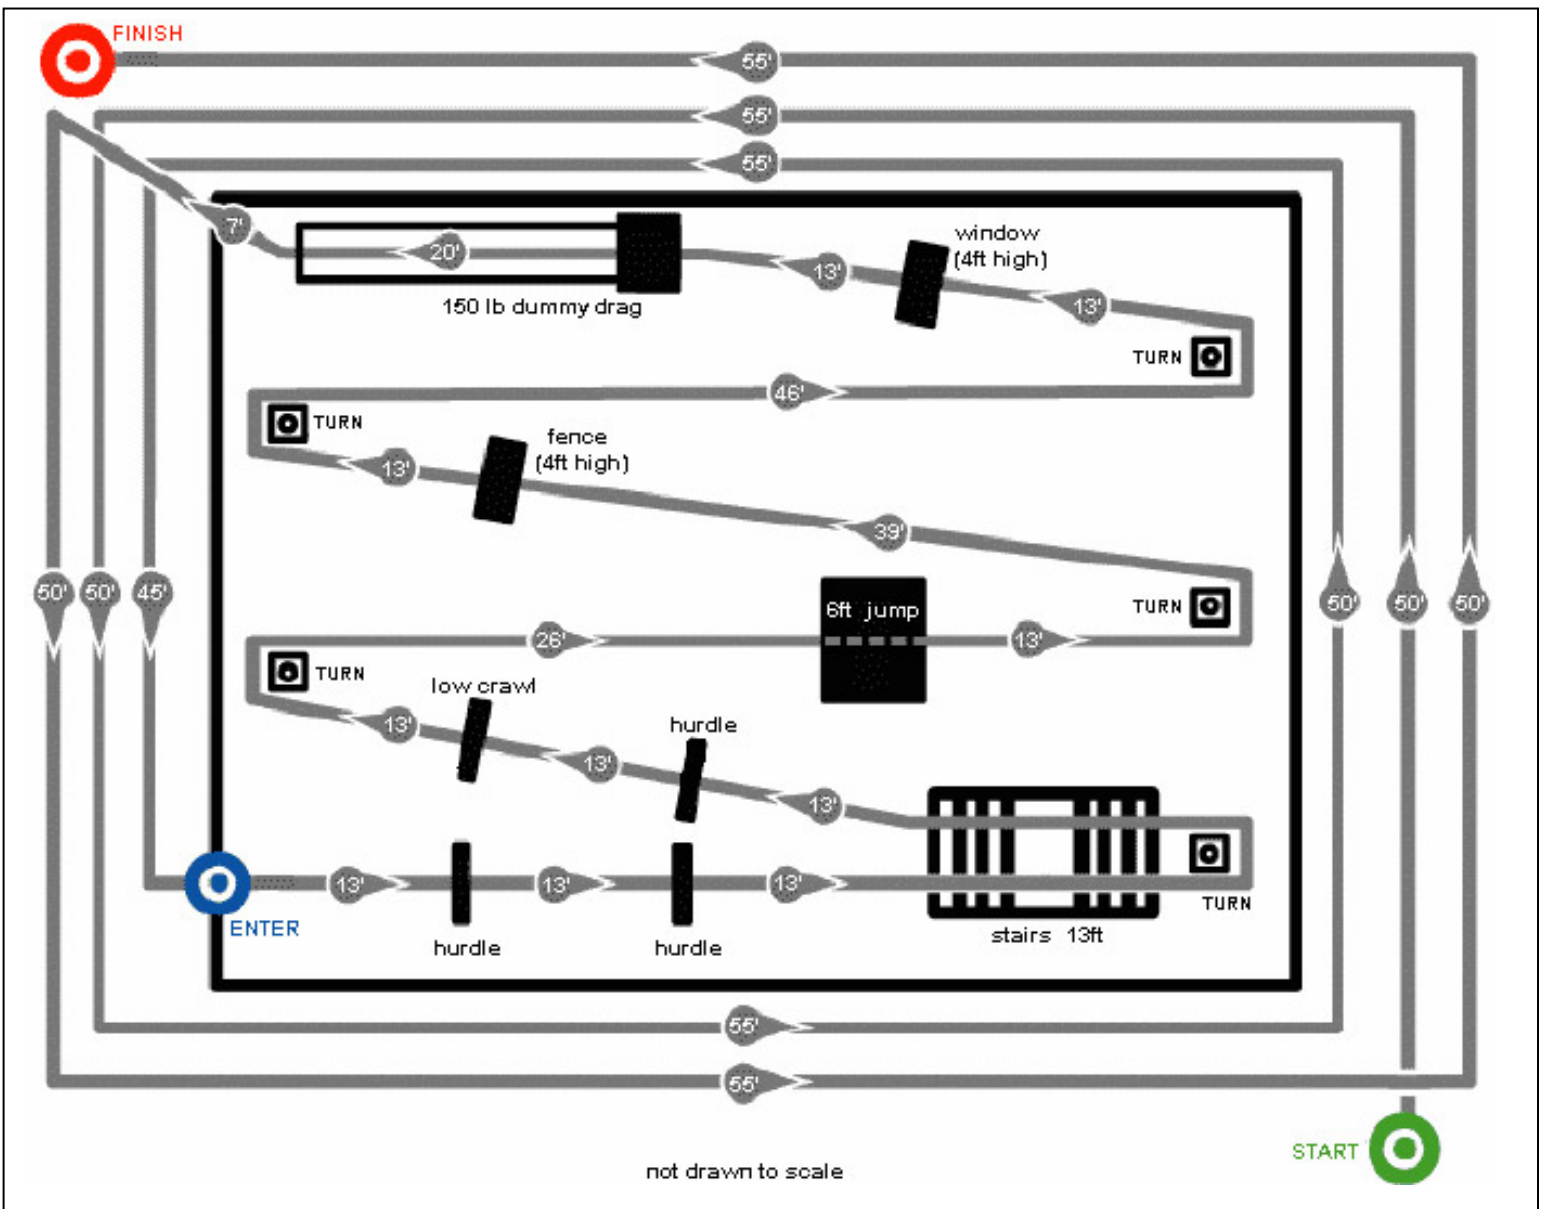 FINISH
55'
55'
55'
7'
20'
13'
window
(4ft high)
13'
150 lb dummy drag
TURN
46'
TURN
fence
(4ft high)
13'
39'
50'
50'
45'
6ft jump
TURN
50'
50'
50'
26'
13'
TURN
low crawl
13'
hurdle
13'
13'
13'
13'
13'
TURN
ENTER
hurdle
hurdle
stairs 13ft
55'
55'
START
not drawn to scale